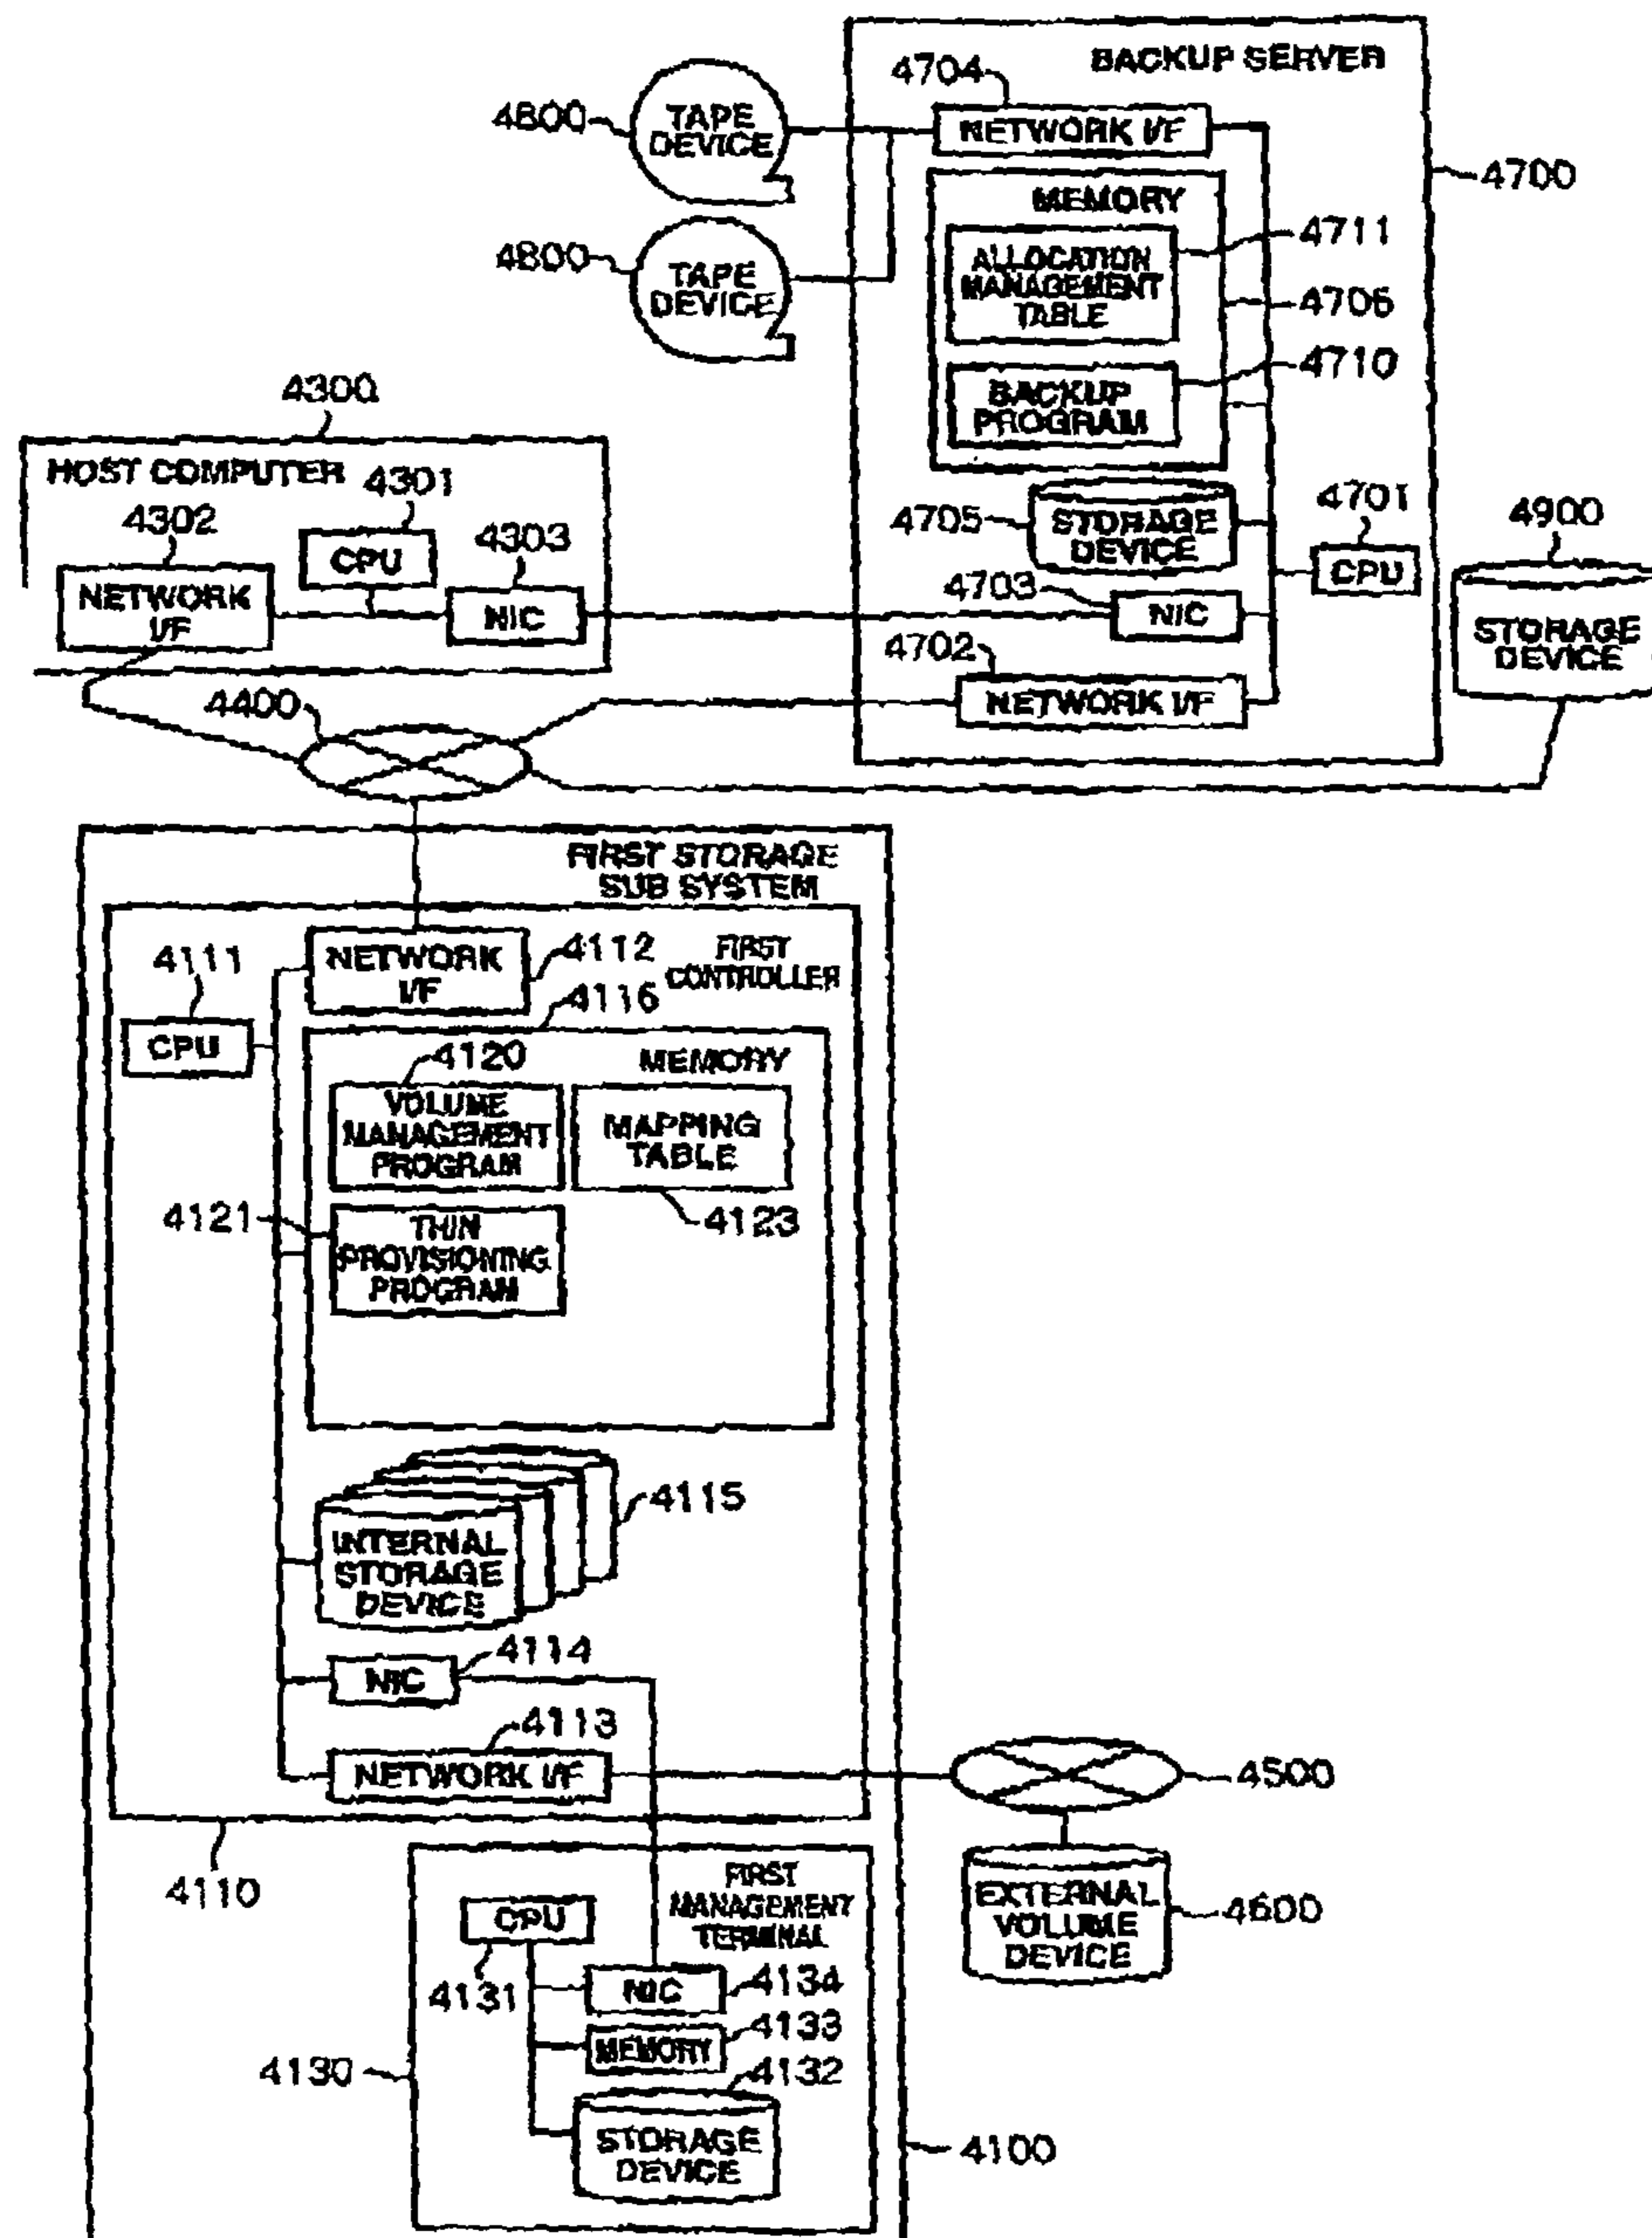 BACKUP SERVER
4704
4800
TAPE
DEVICE
NETWORK I/F
4700
MEMORY
4711
ALLOCATION
MANAGEMENT
TABLE
4800
TAPE
DEVICE
4706
4710
BACKUP
PROGRAM
4300
HOST COMPUTER
4301
4302
CPU
4303
NETWORK
I/F
NIC
4705
STORAGE
DEVICE
4701
CPU
4900
STORAGE
DEVICE
4703
NIC
4702
NETWORK I/F
4400
FIRST STORAGE
SUB SYSTEM
4111
CPU
NETWORK
I/F
4112
FIRST
CONTROLLER
4116
4120
MEMORY
VOLUME
MANAGEMENT
PROGRAM
MAPPING
TABLE
4121
4123
THIN
PROVISIONING
PROGRAM
4115
INTERNAL
STORAGE
DEVICE
4114
NIC
4113
NETWORK I/F
4500
4110
FIRST
MANAGEMENT
TERMINAL
CPU
4131
EXTERNAL
VOLUME
DEVICE
4600
NIC
4134
4133
MEMORY
4132
4130
STORAGE
DEVICE
4100